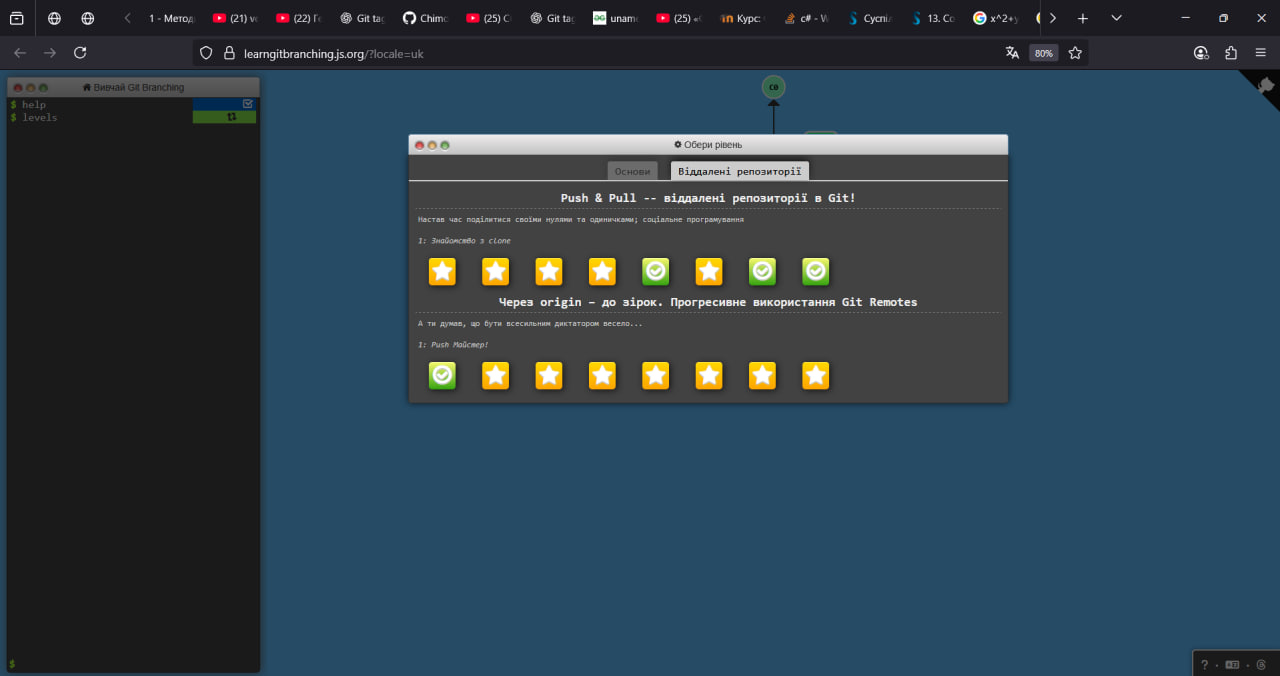 1 - Метод
(21) v
(22) Г
Git tag
Chimo
(25) C
Git tag
unam
(25) «
Курс:
c# - W
Суспіл
13. Co
x^2+y
learngitbranching.js.org/?locale=uk
80%
Вивчай Git Branching
$ help
$ levels
$
C0
Обери рівень
Основи
Віддалені репозиторії
Push & Pull -- віддалені репозиторії в Git!
Настав час поділитися своїми нулями та одиничками; соціальне програмування
1: Знайомство з clone
Через origin – до зірок. Прогресивне використання Git Remotes
А ти думав, що бути всесильним диктатором весело...
1: Push Майстер!